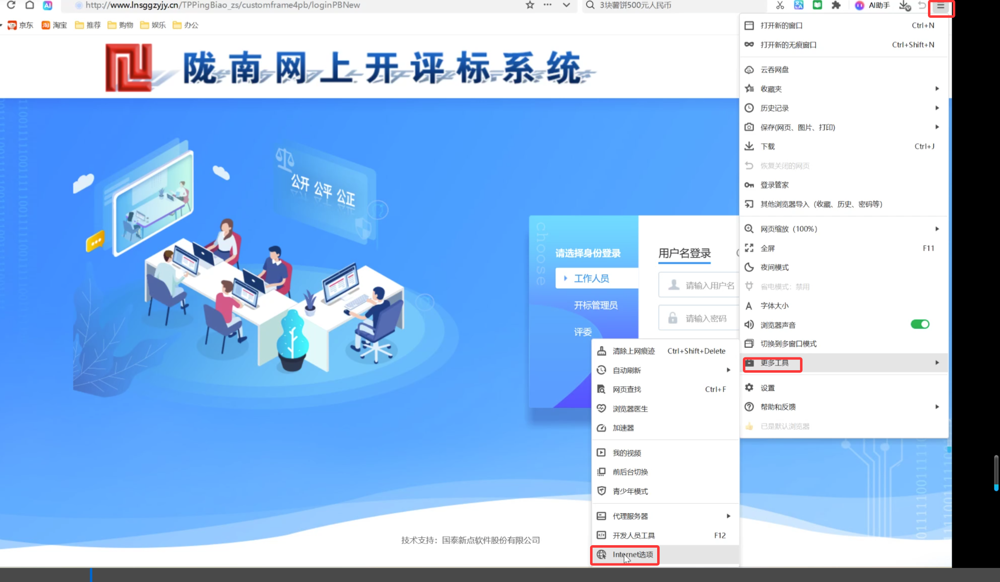 AI http://www.lnsggzyjy.cn/TPPingBiao_zs/customframe4pb/loginPBNew 3块薯饼500元人民币 AI助手
京东 淘宝 推荐 购物 娱乐 办公
陇南网上开评标系统
公开 公平 公正
choose
请选择身份登录
工作人员
开标管理员
评委
用户名登录
请输入用户名
请输入密码
打开新的窗口 Ctrl+N
打开新的无痕窗口 Ctrl+Shift+N
云吞网盘
收藏夹
历史记录
保存(网页、图片、打印)
下载 Ctrl+J
恢复关闭的网页
登录管家
其他浏览器导入（收藏、历史、密码等）
网页缩放（100%）
全屏 F11
夜间模式
省电模式：禁用
字体大小
浏览器声音
切换到多窗口模式
更多工具
设置
帮助和反馈
已是默认浏览器
清除上网痕迹 Ctrl+Shift+Delete
自动刷新
网页查找 Ctrl+F
浏览器医生
加速器
我的视频
前后台切换
青少年模式
代理服务器
开发人员工具 F12
Internet选项
技术支持：国泰新点软件股份有限公司